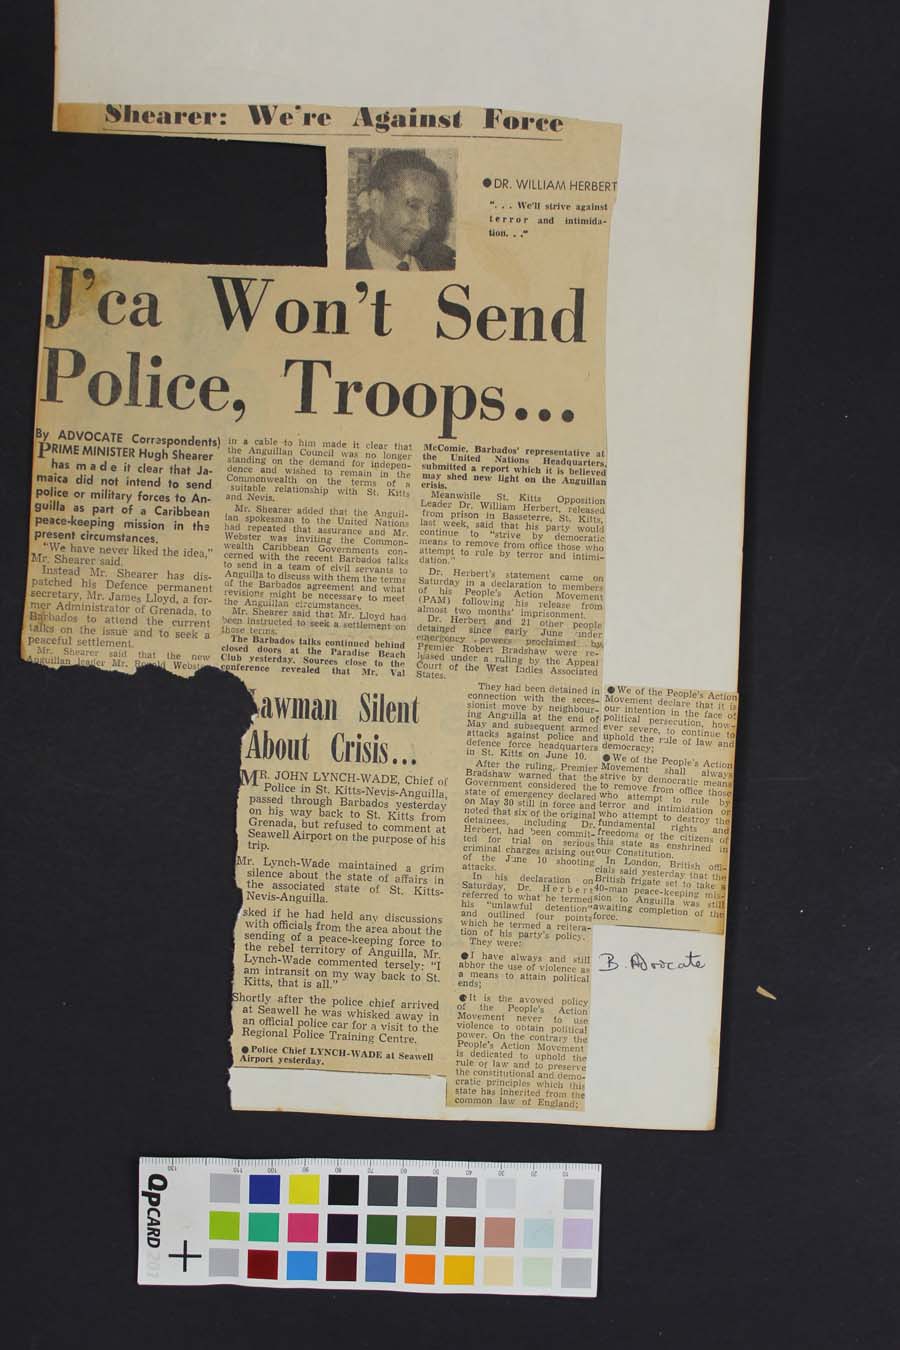 Shearer: We're Against Force
● DR. WILLIAM HERBERT
". . . We'll strive against
terror and intimida-
tion. . ."
J'ca Won't Send
Police, Troops...
By ADVOCATE Correspondents)
PRIME MINISTER Hugh Shearer
has made it clear that Ja-
maica did not intend to send
police or military forces to An-
guilla as part of a Caribbean
peace-keeping mission in the
present circumstances.
"We have never liked the idea,"
Mr. Shearer said.
Instead Mr. Shearer has dis-
patched his Defence permanent
secretary, Mr. James Lloyd, a for-
mer Administrator of Grenada, to
Barbados to attend the current
talks on the issue and to seek a
peaceful settlement.
Mr. Shearer said that the new
Anguillan leader Mr. Ronald Webster
in a cable to him made it clear that
the Anguillan Council was no longer
standing on the demand for indepen-
dence and wished to remain in the
Commonwealth on the terms of a
suitable relationship with St. Kitts
and Nevis.
Mr. Shearer added that the Anguil-
lan spokesman to the United Nations
had repeated that assurance and Mr.
Webster was inviting the Common-
wealth Caribbean Governments con-
cerned with the recent Barbados talks
to send in a team of civil servants to
Anguilla to discuss with them the terms
of the Barbados agreement and what
revisions might be necessary to meet
the Anguillan circumstances.
Mr. Shearer said that Mr. Lloyd had
been instructed to seek a settlement on
those terms.
The Barbados talks continued behind
closed doors at the Paradise Beach
Club yesterday. Sources close to the
conference revealed that Mr. Val
McComie, Barbados' representative at
the United Nations Headquarters,
submitted a report which it is believed
may shed new light on the Anguillan
crisis.
Meanwhile St. Kitts Opposition
Leader Dr. William Herbert, released
from prison in Basseterre, St. Kitts,
last week, said that his party would
continue to "strive by democratic
means to remove from office those who
attempt to rule by terror and intimi-
dation."
Dr. Herbert's statement came on
Saturday in a declaration to members
of his People's Action Movement
(PAM) following his release from
almost two months' imprisonment.
Dr. Herbert and 21 other people
detained since early June under
emergency powers proclaimed by
Premier Robert Bradshaw were re-
leased under a ruling by the Appeal
Court of the West Indies Associated
States.
They had been detained in
connection with the seces-
sionist move by neighbour-
ing Anguilla at the end of
May and subsequent armed
attacks against police and
defence force headquarters
in St. Kitts on June 10.
After the ruling, Premier
Bradshaw warned that the
Government considered the
state of emergency declared
on May 30 still in force and
noted that six of the original
detainees, including Dr.
Herbert, had been commit-
ted for trial on serious
criminal charges arising out
of the June 10 shooting
attacks.
In his declaration on
Saturday, Dr. Herbert
referred to what he termed
his "unlawful detention"
and outlined four points
which he termed a reitera-
tion of his party's policy.
They were:
● I have always and still
abhor the use of violence as
a means to attain political
ends;
● It is the avowed policy
of the People's Action
Movement never to use
violence to obtain political
power. On the contrary the
People's Action Movement
is dedicated to uphold the
rule of law and to preserve
the constitutional and demo-
cratic principles which this
state has inherited from the
common law of England;
● We of the People's Action
Movement declare that it is
our intention in the face of
political persecution, how-
ever severe, to continue to
uphold the rule of law and
democracy;
● We of the People's Action
Movement shall always
strive by democratic means
to remove from office those
who attempt to rule by
terror and intimidation or
who attempt to destroy the
fundamental rights and
freedoms of the citizens of
this state as enshrined in
our Constitution.
In London, British offi-
cials said yesterday that the
British frigate set to take a
40-man peace-keeping mis-
sion to Anguilla was still
awaiting completion of the
force.
Lawman Silent
About Crisis...
MR. JOHN LYNCH-WADE, Chief of
Police in St. Kitts-Nevis-Anguilla,
passed through Barbados yesterday
on his way back to St. Kitts from
Grenada, but refused to comment at
Seawell Airport on the purpose of his
trip.
Mr. Lynch-Wade maintained a grim
silence about the state of affairs in
the associated state of St. Kitts-
Nevis-Anguilla.
sked if he had held any discussions
with officials from the area about the
sending of a peace-keeping force to
the rebel territory of Anguilla, Mr.
Lynch-Wade commented tersely: "I
am intransit on my way back to St.
Kitts, that is all."
Shortly after the police chief arrived
at Seawell he was whisked away in
an official police car for a visit to the
Regional Police Training Centre.
● Police Chief LYNCH-WADE at Seawell
Airport yesterday.
B. Advocate
QPCARD 201
130 110 100 90 80 70 60 50 40 30 20 10